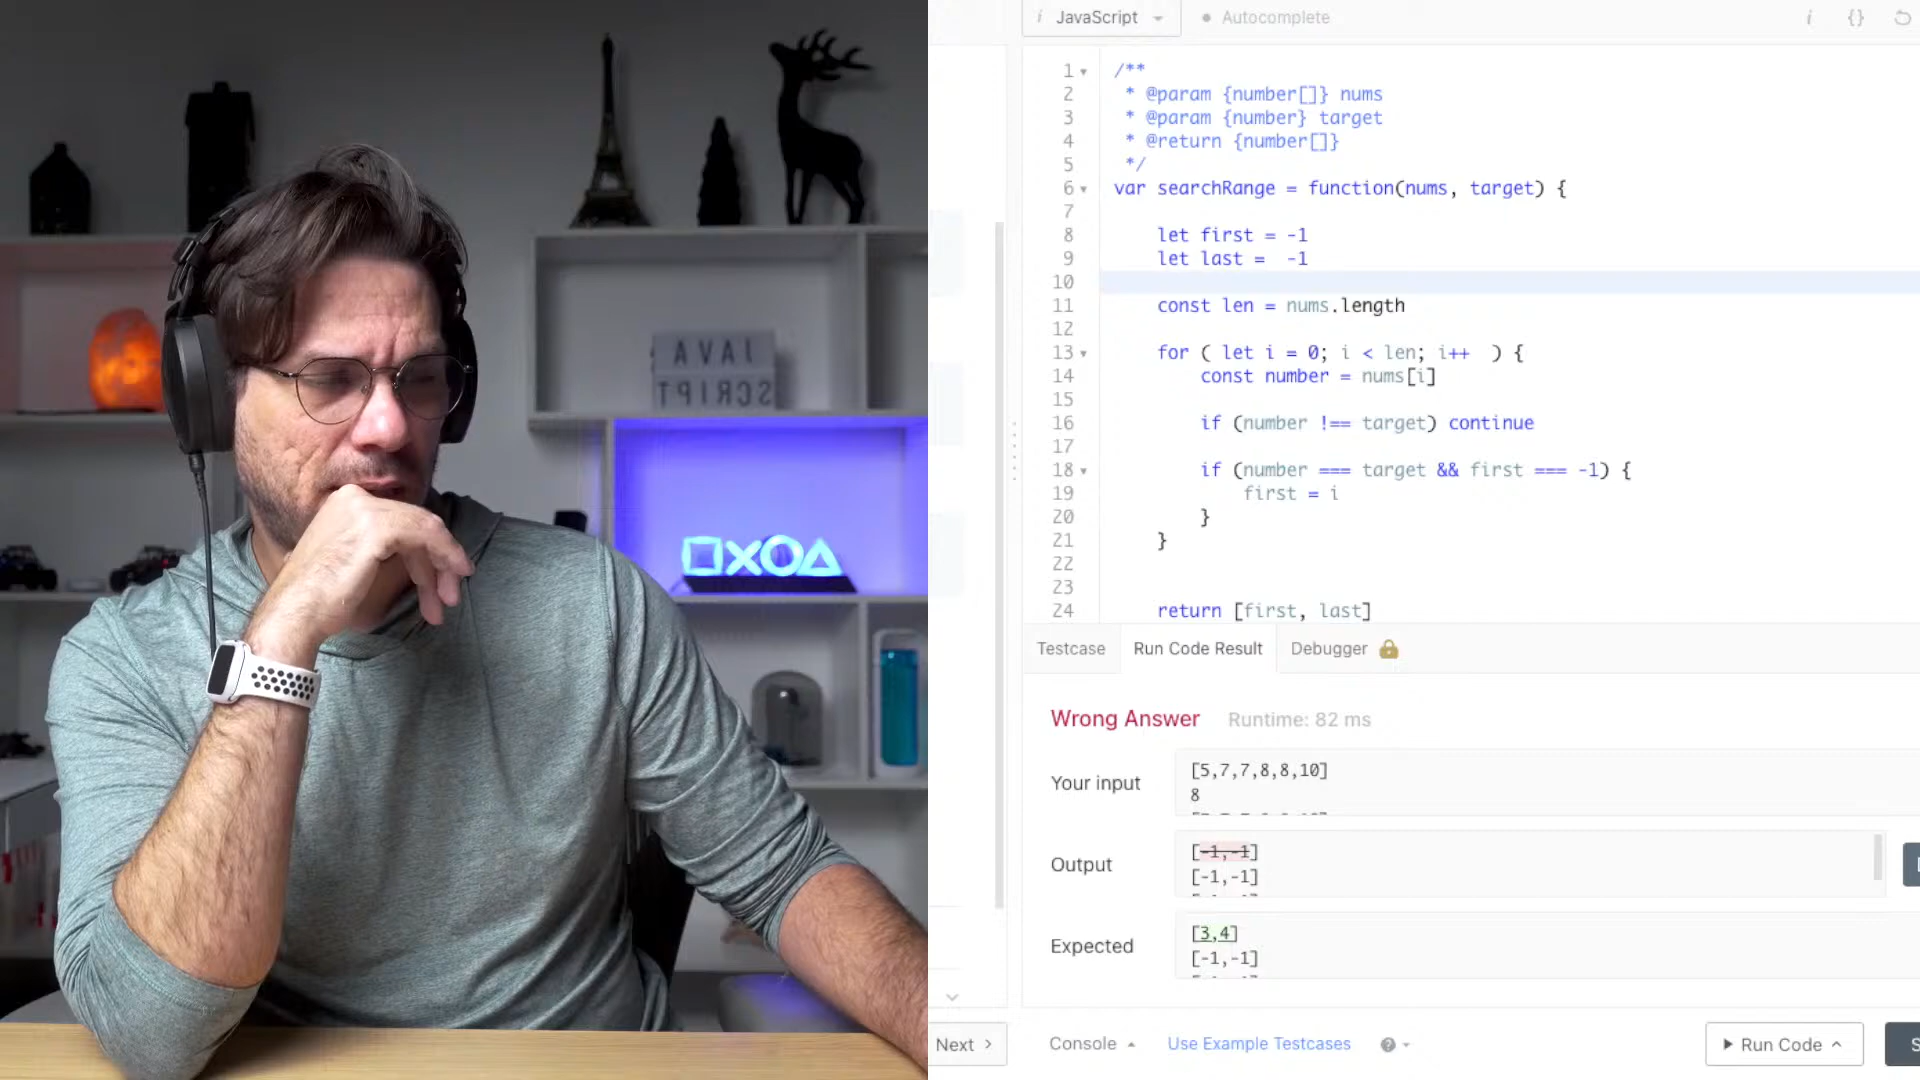 JavaScript
Autocomplete
i
{}
1 /**
2 * @param {number[]} nums
3 * @param {number} target
4 * @return {number[]}
5 */
6 var searchRange = function(nums, target) {
7
8 let first = -1
9 let last =  -1
10
11 const len = nums.length
12
13 for ( let i = 0; i < len; i++  ) {
14 const number = nums[i]
15
16 if (number !== target) continue
17
18 if (number === target && first === -1) {
19 first = i
20 }
21 }
22
23
24 return [first, last]
Testcase
Run Code Result
Debugger
Wrong Answer
Runtime: 82 ms
Your input
[5,7,7,8,8,10]
8
Output
[-1,-1]
[-1,-1]
Expected
[3,4]
[-1,-1]
Next
Console
Use Example Testcases
Run Code
JAVA
SCRIPT